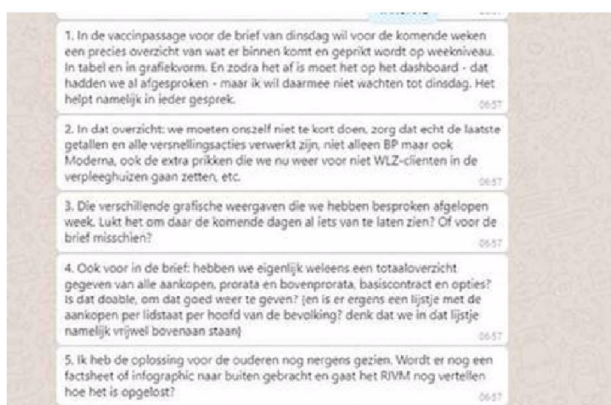 1. In de vaccinpassage voor de brief van dinsdag wil voor de komende weken
een precies overzicht van wat er binnen komt en geprikt wordt op weekniveau.
In tabel en in grafiekvorm. En zodra het af is moet het op het dashboard - dat
hadden we al afgesproken - maar ik wil daarmee niet wachten tot dinsdag. Het
helpt namelijk in ieder gesprek.
06:57
2. In dat overzicht: we moeten onszelf niet te kort doen, zorg dat echt de laatste
getallen en alle versnellingsacties verwerkt zijn, niet alleen BP maar ook
Moderna, ook de extra prikken die we nu weer voor niet WLZ-clienten in de
verpleeghuizen gaan zetten, etc.
06:57
3. Die verschillende grafische weergaven die we hebben besproken afgelopen
week. Lukt het om daar de komende dagen al iets van te laten zien? Of voor de
brief misschien?
06:57
4. Ook voor in de brief: hebben we eigenlijk weleens een totaaloverzicht
gegeven van alle aankopen, prorata en bovenprorata, basiscontract en opties?
Is dat doable, om dat goed weer te geven? (en is er ergens een lijstje met de
aankopen per lidstaat per hoofd van de bevolking? denk dat we in dat lijstje
namelijk vrijwel bovenaan staan)
06:57
5. Ik heb de oplossing voor de ouderen nog nergens gezien. Wordt er nog een
factsheet of infographic naar buiten gebracht en gaat het RIVM nog vertellen
hoe het is opgelost?
06:57